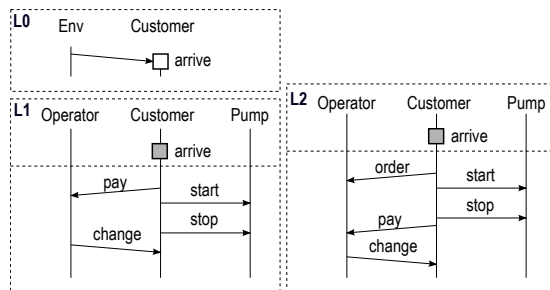 L0
Env Customer
arrive
L1 Operator Customer Pump
arrive
pay
start
stop
change
L2 Operator Customer Pump
arrive
order
start
stop
pay
change